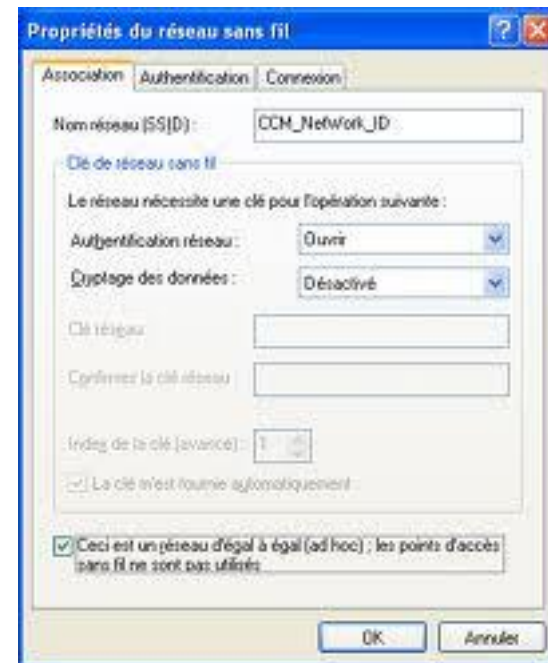 Propriétés du réseau sans fil
Association Authentification Connexion
Nom réseau (SSID) : CCM_NetWork_ID
Clé de réseau sans fil
Le réseau nécessite une clé pour l'opération suivante :
Authentification réseau : Ouvrir
Cryptage des données : Désactivé
Clé réseau
Confirmez la clé réseau
Index de la clé (avancé) : 1
La clé m'est fournie automatiquement
Ceci est un réseau d'égal à égal (ad hoc) ; les points d'accès
sans fil ne sont pas utilisés
OK Annuler